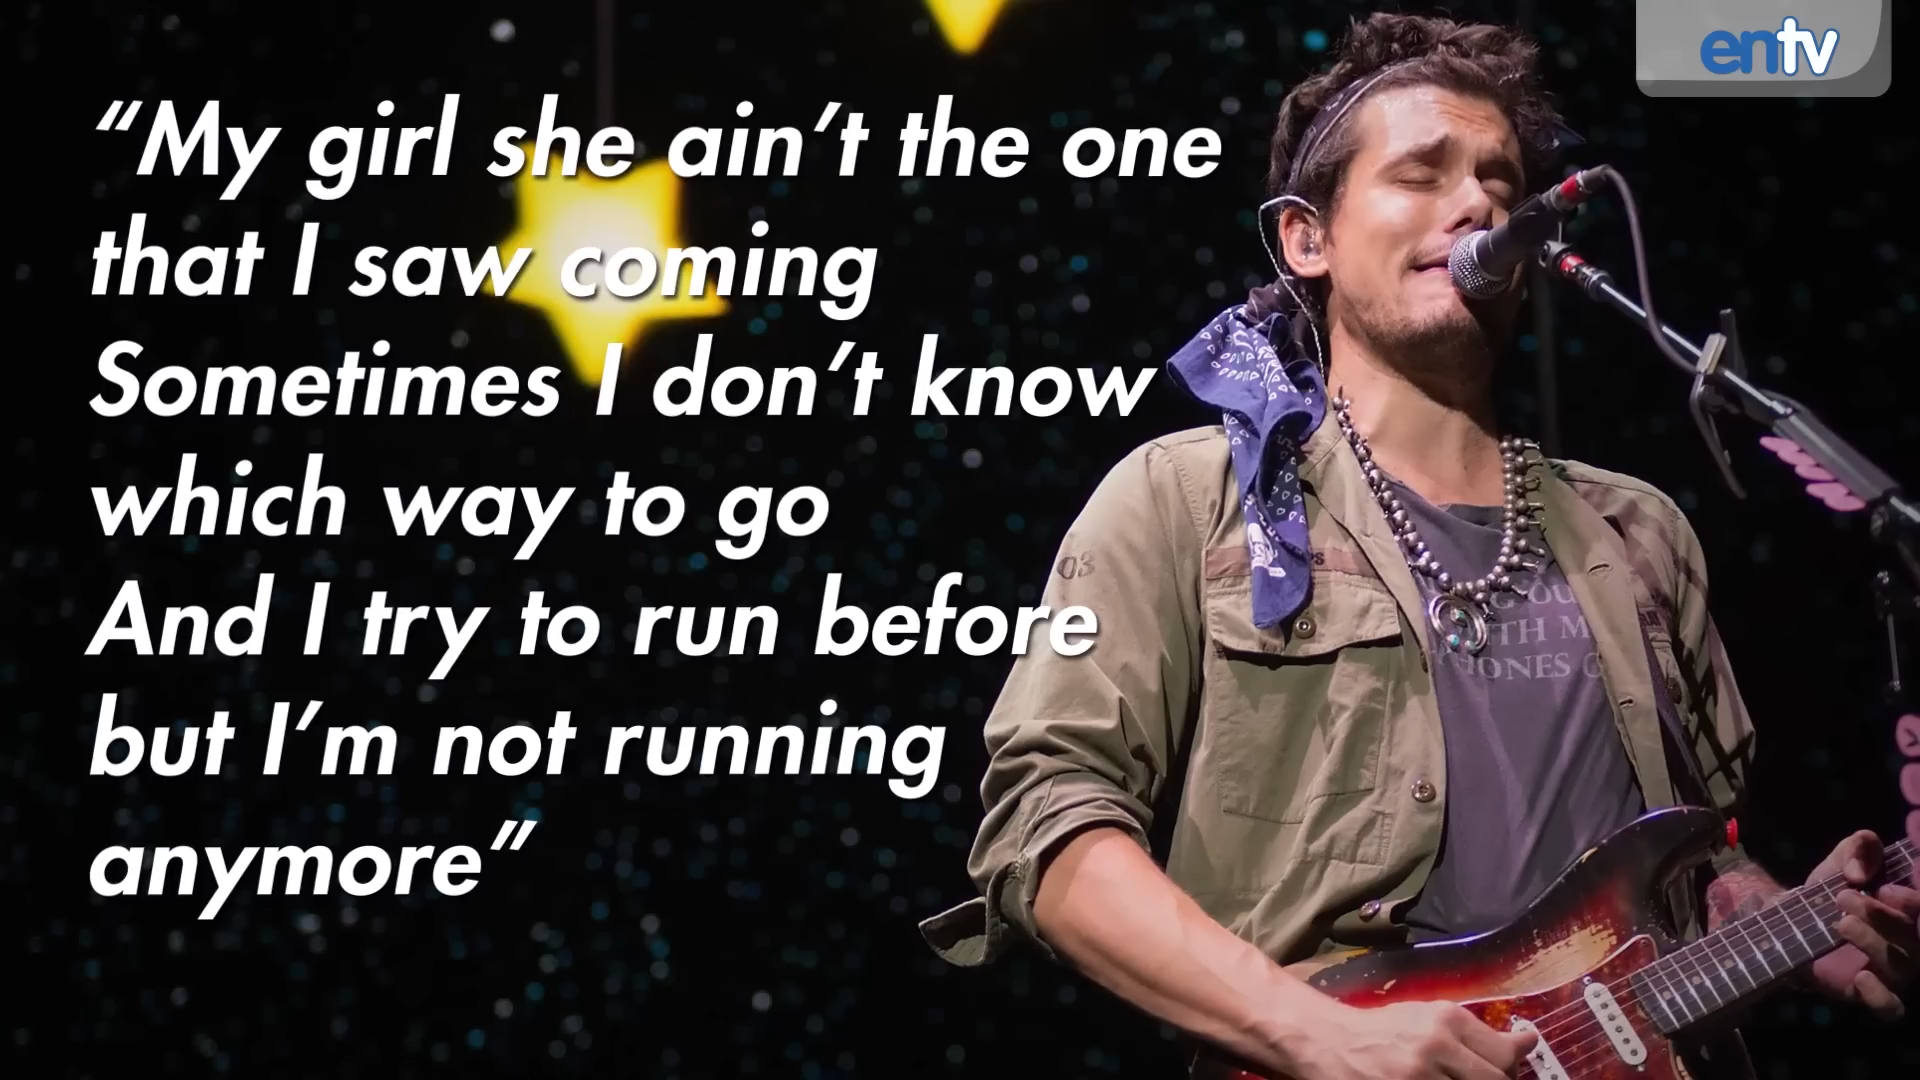 entv
“My girl she ain’t the one
that I saw coming
Sometimes I don’t know
which way to go
And I try to run before
but I’m not running
anymore”
03